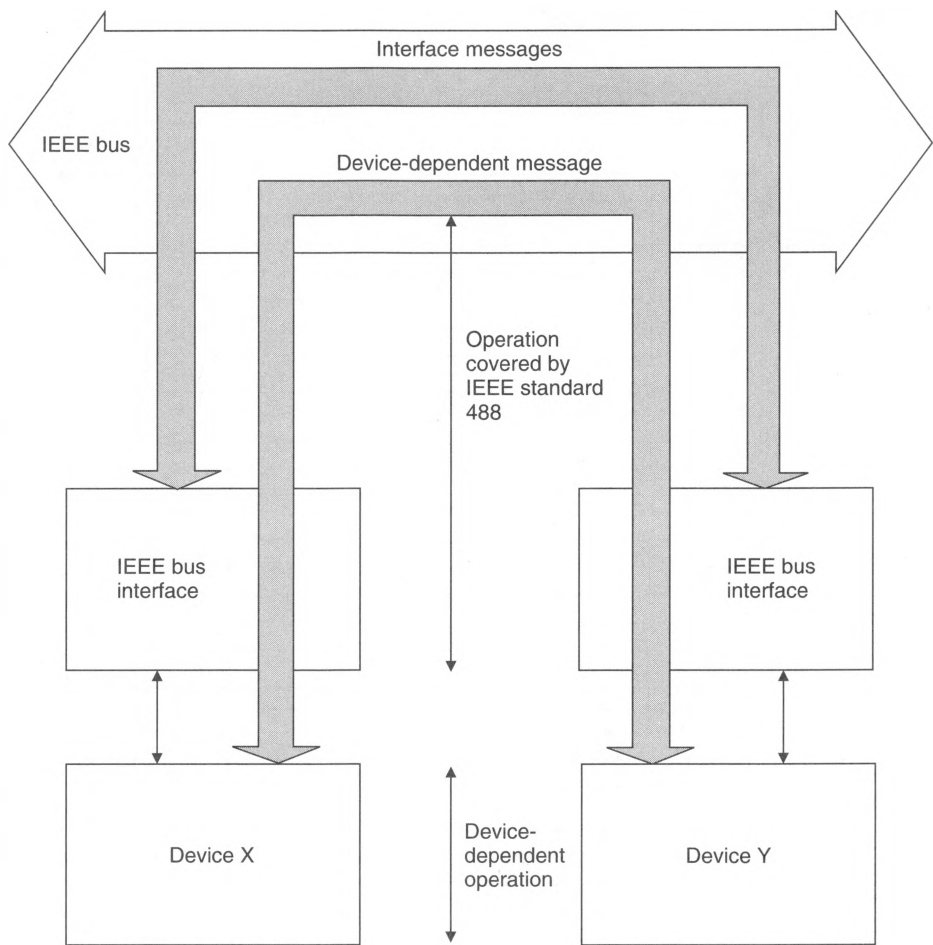 Interface messages
IEEE bus
Device-dependent message
Operation
covered by
IEEE standard
488
IEEE bus
interface
IEEE bus
interface
Device X
Device-
dependent
operation
Device Y